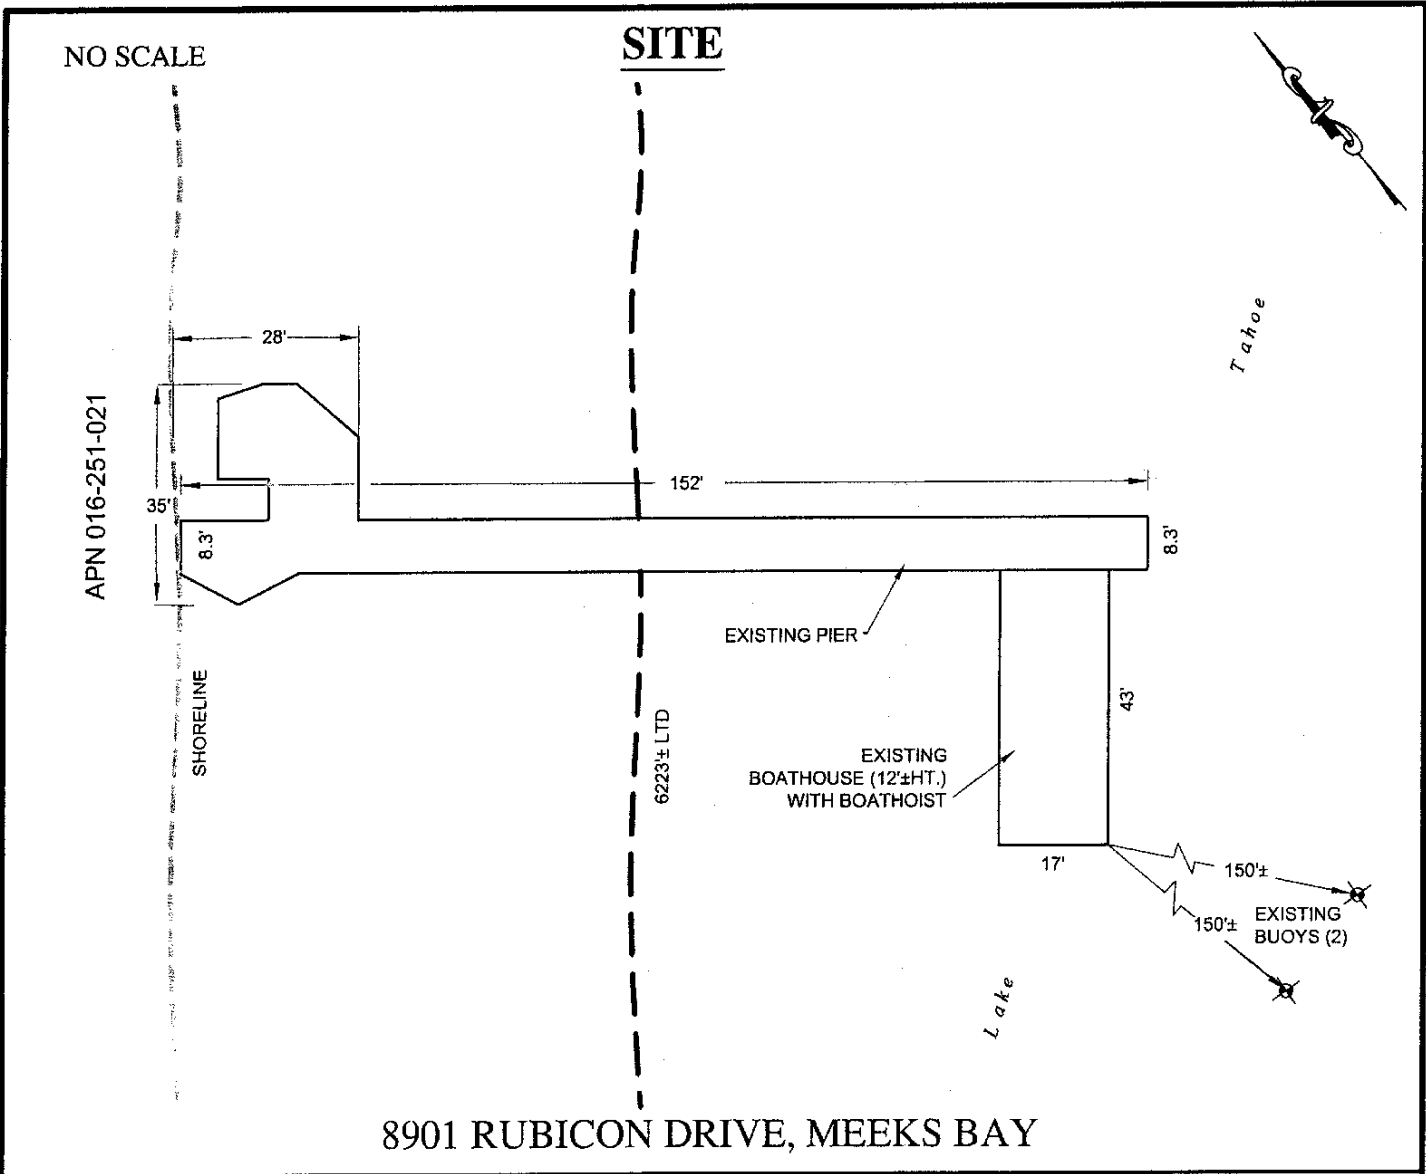 NO SCALE
SITE
Tahoe
28'
APN 016-251-021
152'
35'
8.3'
8.3'
EXISTING PIER
SHORELINE
6223'± LTD
43'
EXISTING
BOATHOUSE (12'±HT.)
WITH BOATHOIST
17'
150'±
150'±
EXISTING
BUOYS (2)
Lake
8901 RUBICON DRIVE, MEEKS BAY